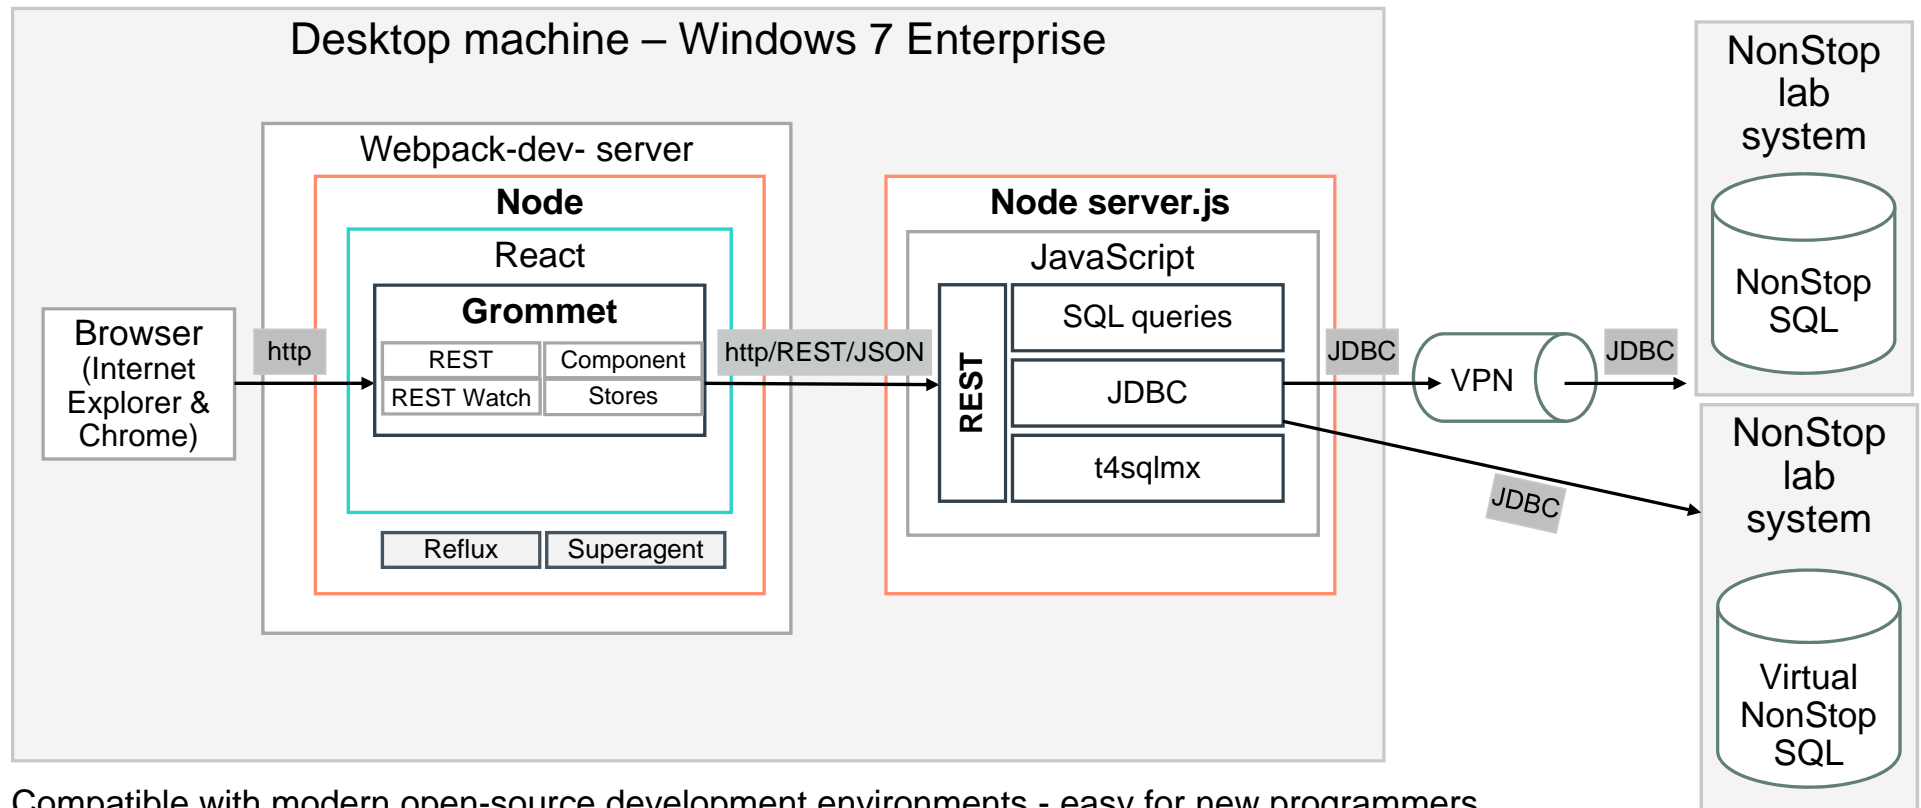 Desktop machine – Windows 7 Enterprise
Webpack-dev- server
Node
React
Grommet
REST
Component
REST Watch
Stores
Reflux
Superagent
Browser
(Internet
Explorer &
Chrome)
http
http/REST/JSON
Node server.js
JavaScript
REST
SQL queries
JDBC
t4sqlmx
JDBC
VPN
JDBC
JDBC
NonStop
lab
system
NonStop
SQL
NonStop
lab
system
Virtual
NonStop
SQL
Compatible with modern open-source development environments - easy for new programmers